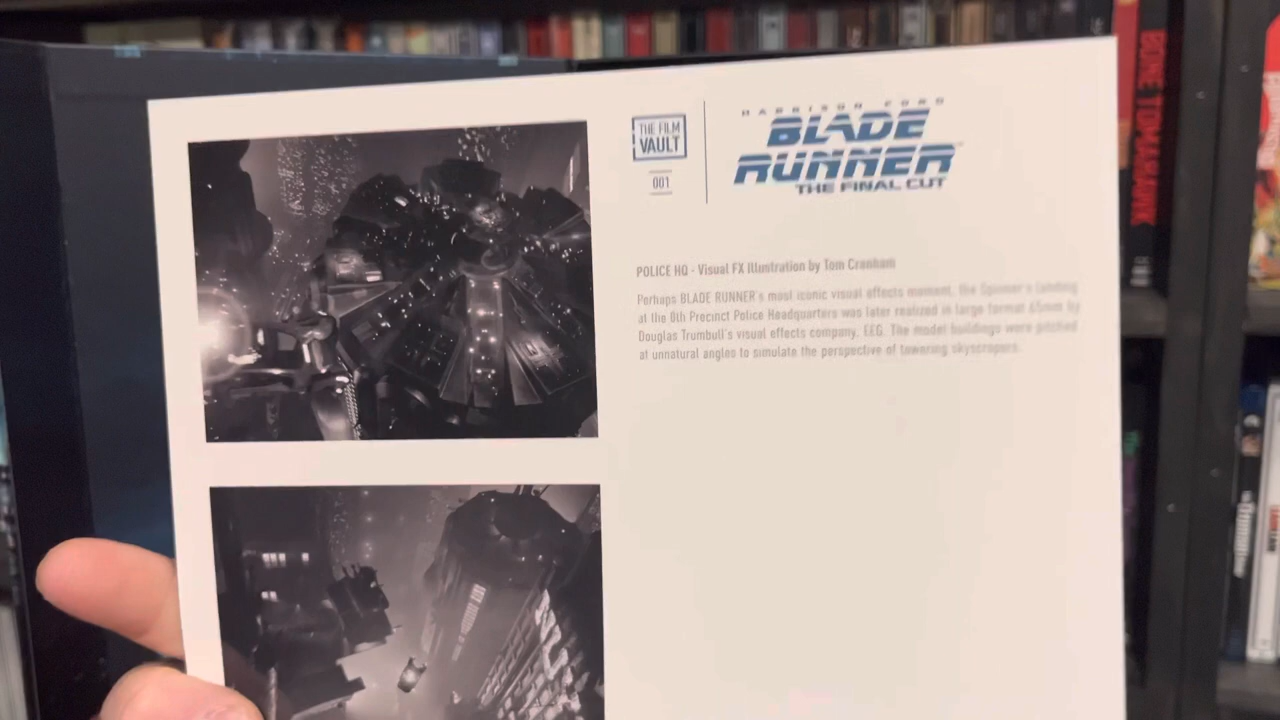 THE FILM
VAULT
001
HARRISON FORD
BLADE
RUNNER
THE FINAL CUT
POLICE HQ - Visual FX Illustration by Tom Cranham
Perhaps BLADE RUNNER's most iconic visual effects moment, the Spinner's landing
at the 8th Precinct Police Headquarters was later realized in large format 65mm by
Douglas Trumbull's visual effects company, EEG. The model buildings were pitched
at unnatural angles to simulate the perspective of towering skyscrapers.
BONE TOMAHAWK